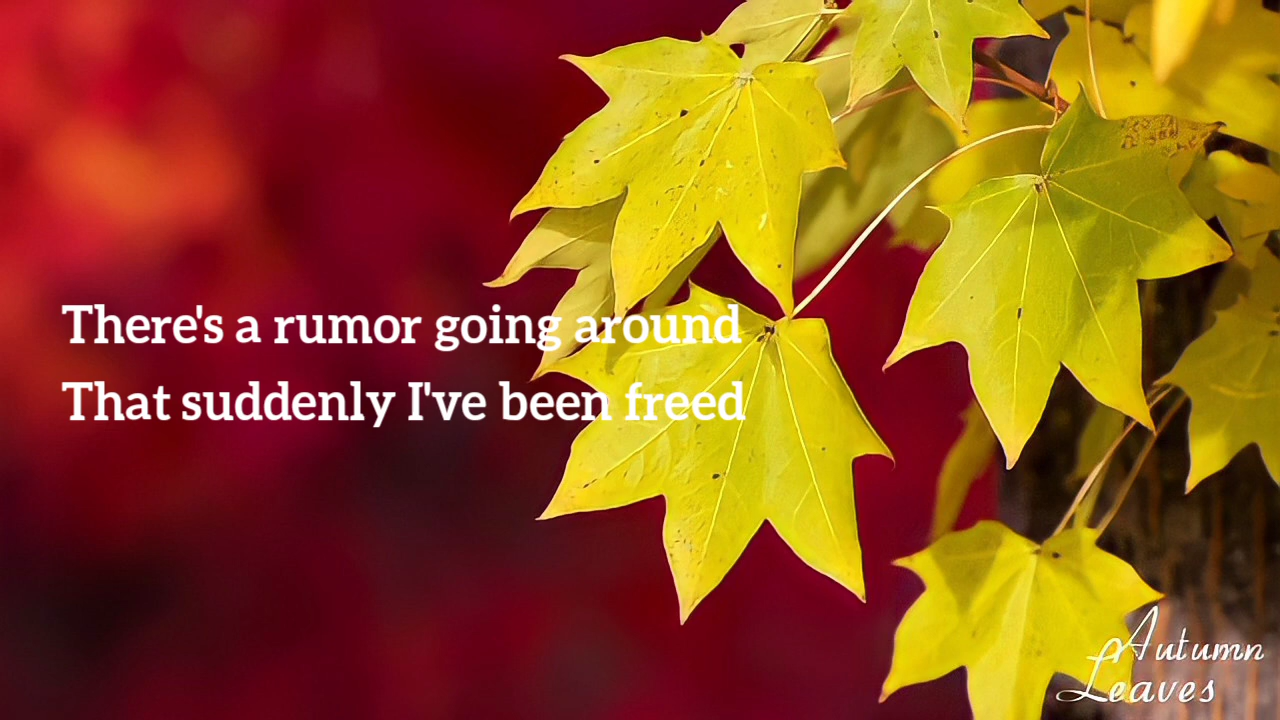 There's a rumor going around
That suddenly I've been freed
Autumn
Leaves